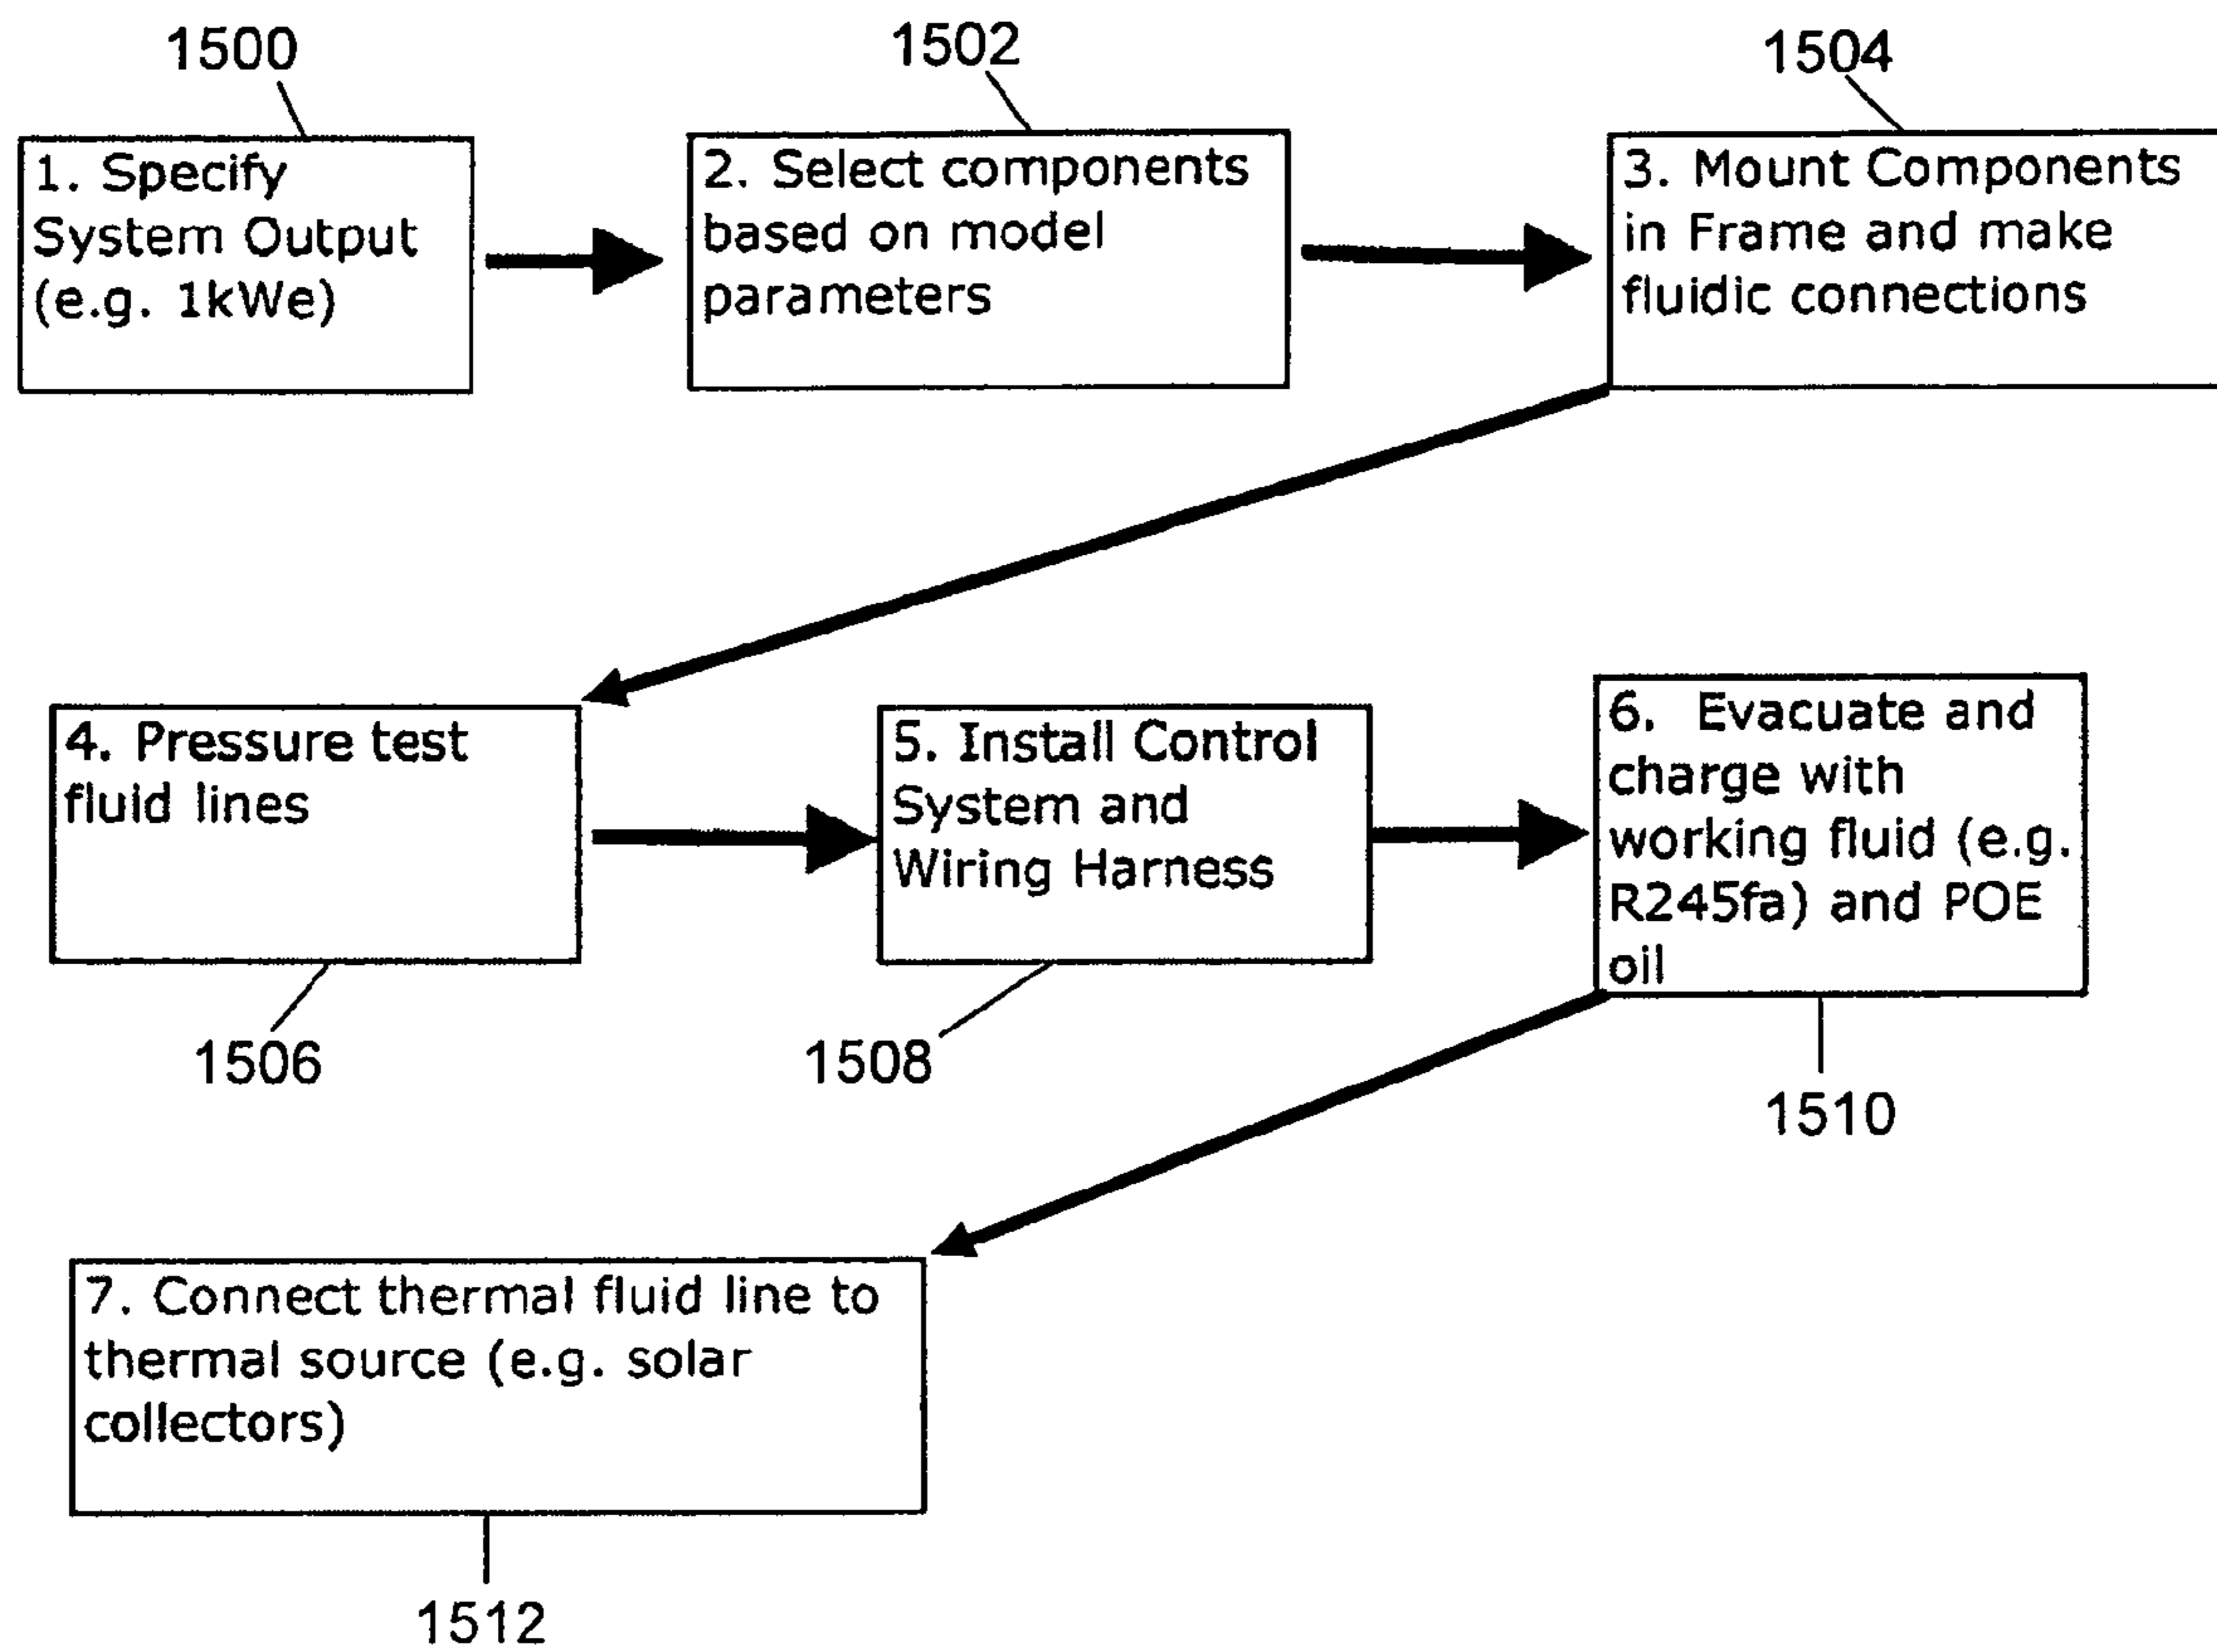 1500
1502
1504
1. Specify
System Output
(e.g. 1kWe)
2. Select components
based on model
parameters
3. Mount Components
in Frame and make
fluidic connections
4. Pressure test
fluid lines
5. Install Control
System and
Wiring Harness
6. Evacuate and
charge with
working fluid (e.g.
R245fa) and POE
oil
1506
1508
1510
7. Connect thermal fluid line to
thermal source (e.g. solar
collectors)
1512